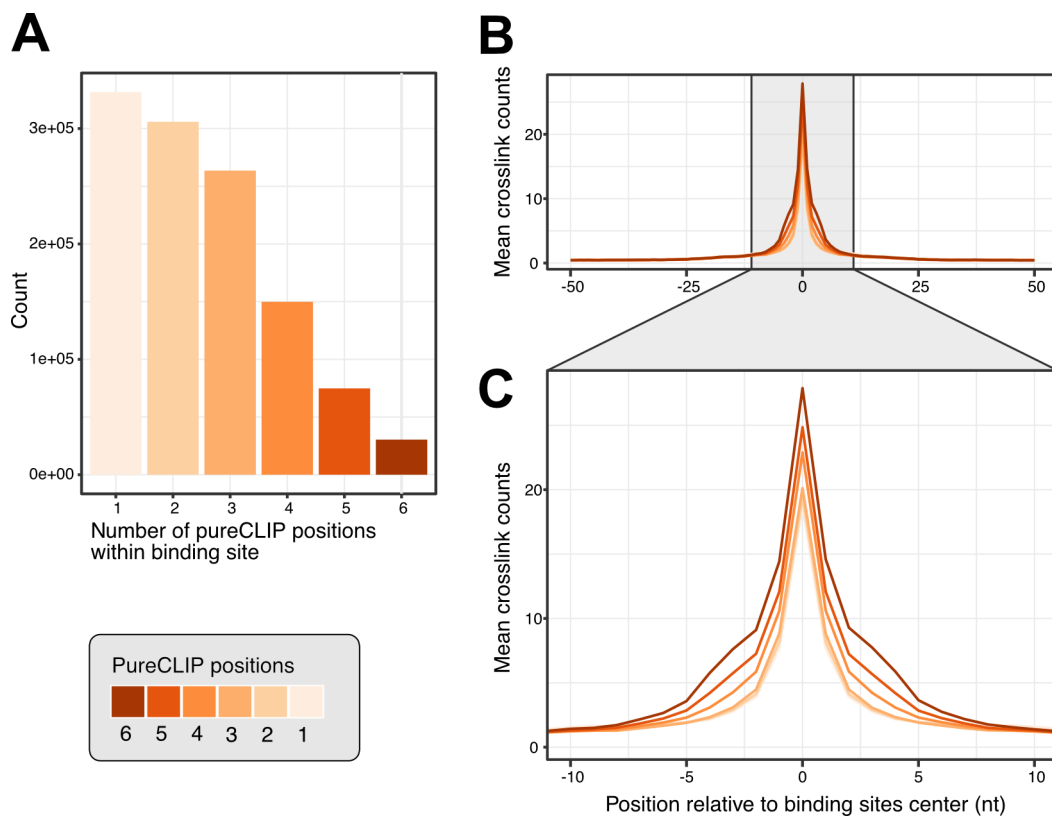 A
3e+05
2e+05
1e+05
0e+00
Count
1 2 3 4 5 6
Number of pureCLIP positions
within binding site
PureCLIP positions
6 5 4 3 2 1
B
Mean crosslink counts
20
10
0
-50 -25 0 25 50
C
Mean crosslink counts
20
10
0
-10 -5 0 5 10
Position relative to binding sites center (nt)